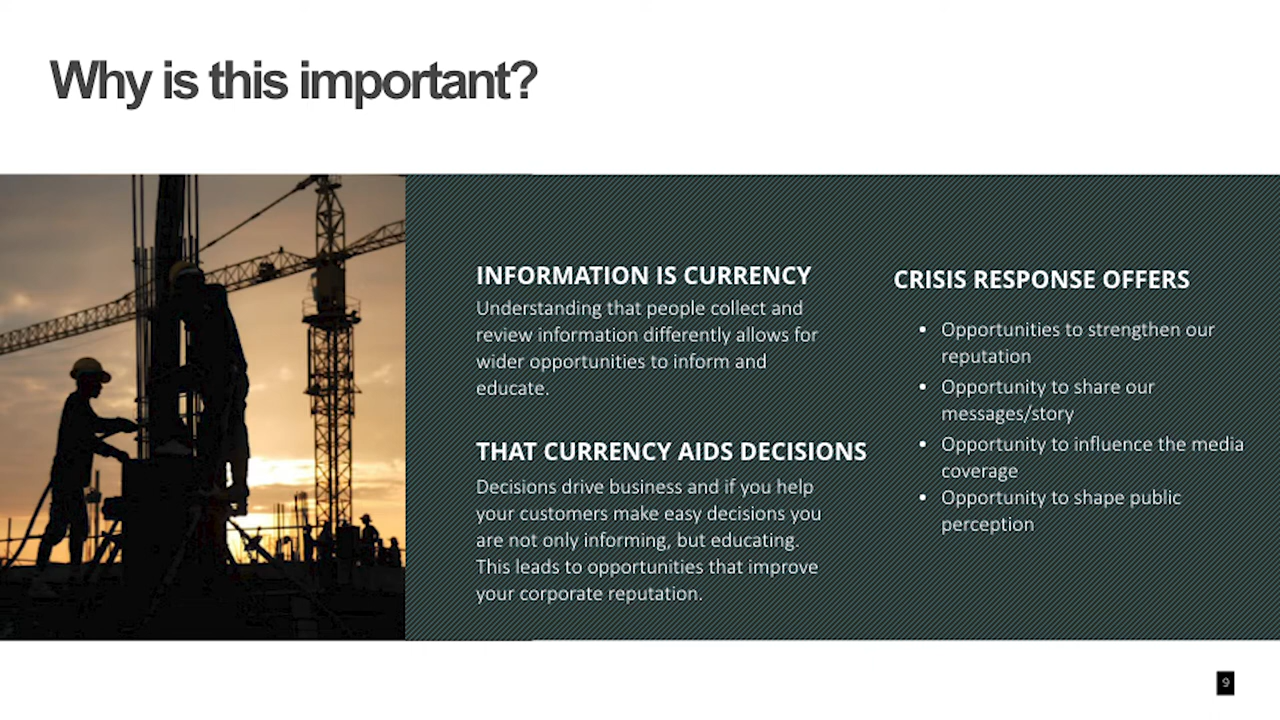 Why is this important?
INFORMATION IS CURRENCY
Understanding that people collect and
review information differently allows for
wider opportunities to inform and
educate.
THAT CURRENCY AIDS DECISIONS
Decisions drive business and if you help
your customers make easy decisions you
are not only informing, but educating.
This leads to opportunities that improve
your corporate reputation.
CRISIS RESPONSE OFFERS
• Opportunities to strengthen our
reputation
• Opportunity to share our
messages/story
• Opportunity to influence the media
coverage
• Opportunity to shape public
perception
9